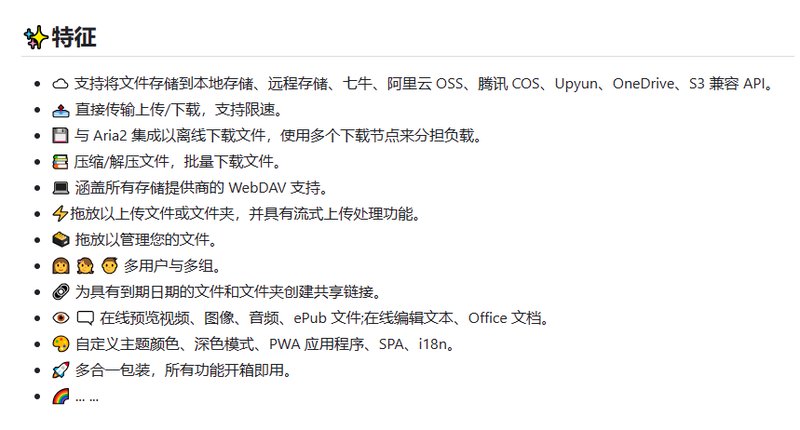 ✨特征
☁ 支持将文件存储到本地存储、远程存储、七牛、阿里云 OSS、腾讯 COS、Upyun、OneDrive、S3 兼容 API。
📤 直接传输上传/下载，支持限速。
💾 与 Aria2 集成以离线下载文件，使用多个下载节点来分担负载。
📚 压缩/解压文件，批量下载文件。
💻 涵盖所有存储提供商的 WebDAV 支持。
⚡拖放以上传文件或文件夹，并具有流式上传处理功能。
🗃 拖放以管理您的文件。
👩 👧 👦 多用户与多组。
🔗 为具有到期日期的文件和文件夹创建共享链接。
👁 🗨 在线预览视频、图像、音频、ePub 文件;在线编辑文本、Office 文档。
🎨 自定义主题颜色、深色模式、PWA 应用程序、SPA、i18n。
🚀 多合一包装，所有功能开箱即用。
🌈 ... ...